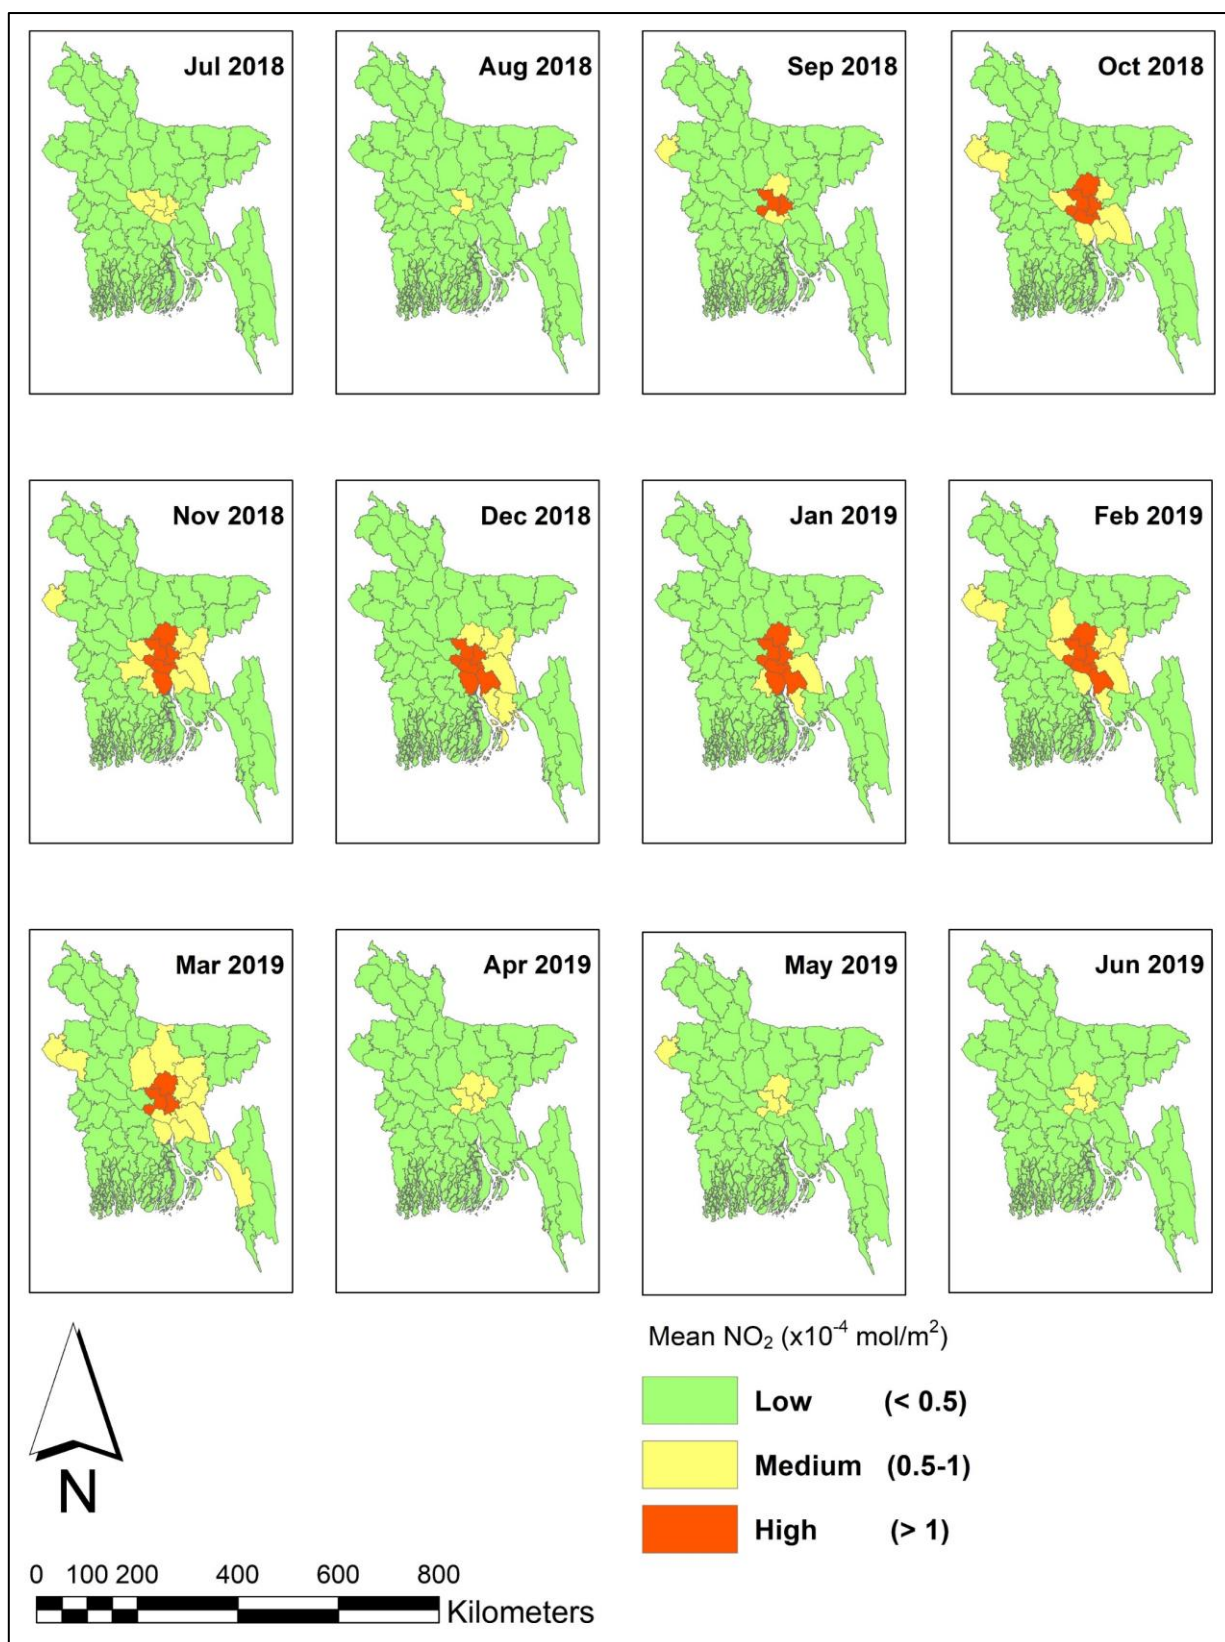 Jul 2018
Aug 2018
Sep 2018
Oct 2018
Nov 2018
Dec 2018
Jan 2019
Feb 2019
Mar 2019
Apr 2019
May 2019
Jun 2019
Mean NO₂ (x10⁻⁴ mol/m²)
Low (< 0.5)
Medium (0.5-1)
High (> 1)
N
0 100 200 400 600 800
Kilometers